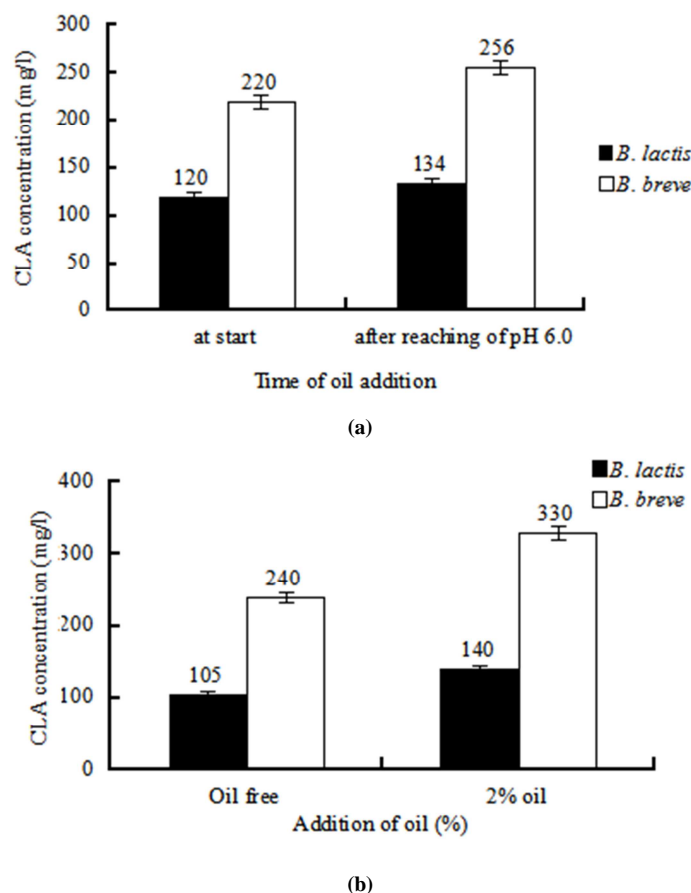 300
250
200
150
100
50
0
CLA concentration (mg/l)
120
220
134
256
B. lactis
B. breve
at start
after reaching of pH 6.0
Time of oil addition
(a)
400
300
200
100
0
CLA concentration (mg/l)
105
240
140
330
B. lactis
B. breve
Oil free
2% oil
Addition of oil (%)
(b)